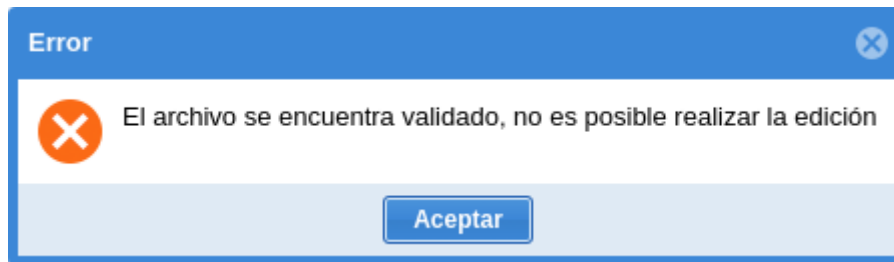 Error
El archivo se encuentra validado, no es posible realizar la edición
Aceptar